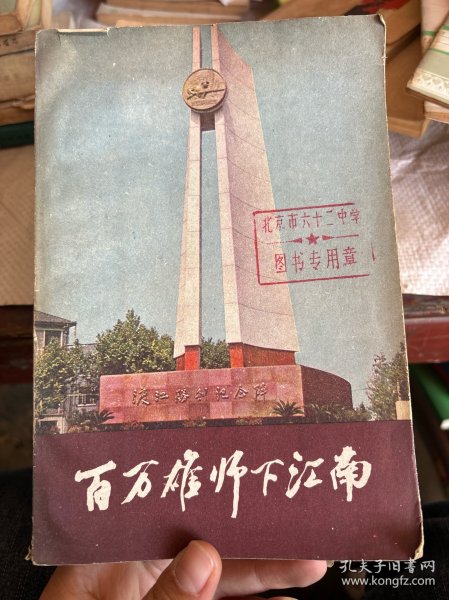 北京市六十二中学
图书专用章
渡江胜利纪念碑
百万雄师下江南
孔夫子旧书网
www.kongfz.com